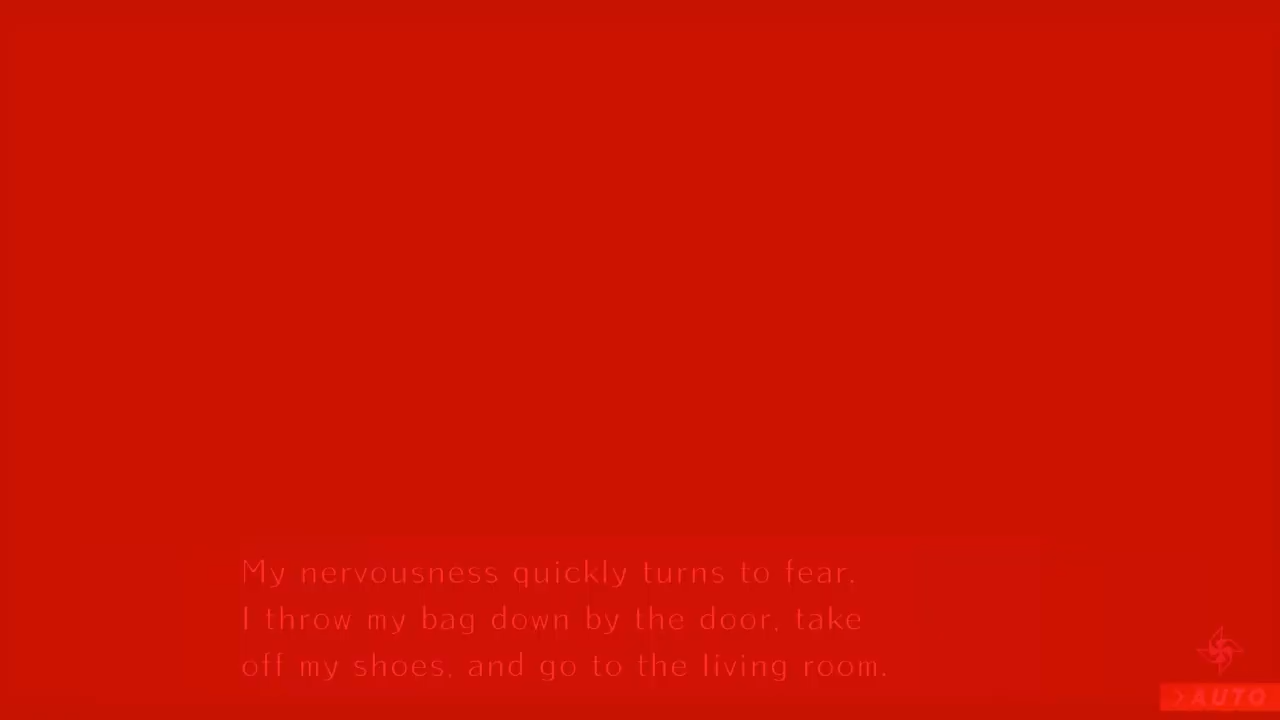 My nervousness quickly turns to fear.
I throw my bag down by the door, take
off my shoes, and go to the living room.
AUTO